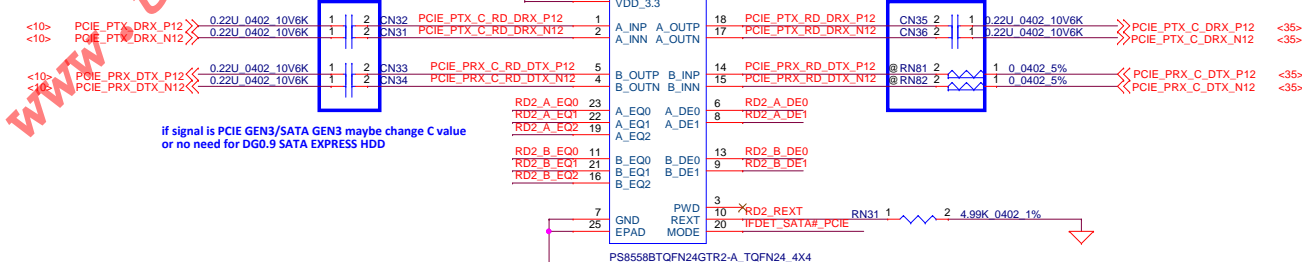 VDD_3.3
<10> PCIE_PTX_DRX_P12 0.22U_0402_10V6K 1 2 CN32 PCIE_PTX_C_RD_DRX_P12 1 A_INP A_OUTP 18 PCIE_PTX_RD_DRX_P12 CN35 2 1 0.22U_0402_10V6K PCIE_PTX_C_DRX_P12 <35>
<10> PCIE_PTX_DRX_N12 0.22U_0402_10V6K 1 2 CN31 PCIE_PTX_C_RD_DRX_N12 2 A_INN A_OUTN 17 PCIE_PTX_RD_DRX_N12 CN36 2 1 0.22U_0402_10V6K PCIE_PTX_C_DRX_N12 <35>
<10> PCIE_PRX_DTX_P12 0.22U_0402_10V6K 1 2 CN33 PCIE_PRX_C_RD_DTX_P12 5 B_OUTP B_INP 14 PCIE_PRX_RD_DTX_P12 @ RN81 2 1 0_0402_5% PCIE_PRX_C_DTX_P12 <35>
<10> PCIE_PRX_DTX_N12 0.22U_0402_10V6K 1 2 CN34 PCIE_PRX_C_RD_DTX_N12 4 B_OUTN B_INN 15 PCIE_PRX_RD_DTX_N12 @ RN82 2 1 0_0402_5% PCIE_PRX_C_DTX_N12 <35>
RD2_A_EQ0 23 A_EQ0 A_DE0 6 RD2_A_DE0
RD2_A_EQ1 22 A_EQ1 A_DE1 8 RD2_A_DE1
RD2_A_EQ2 19 A_EQ2
if signal is PCIE GEN3/SATA GEN3 maybe change C value
or no need for DG0.9 SATA EXPRESS HDD
RD2_B_EQ0 11 B_EQ0 B_DE0 13 RD2_B_DE0
RD2_B_EQ1 21 B_EQ1 B_DE1 9 RD2_B_DE1
RD2_B_EQ2 16 B_EQ2
PWD 3
7 GND REXT 10 RD2_REXT RN31 1 2 4.99K_0402_1%
25 EPAD MODE 20 IFDET_SATA#_PCIE
PS8558BTQFN24GTR2-A_TQFN24_4X4
www.